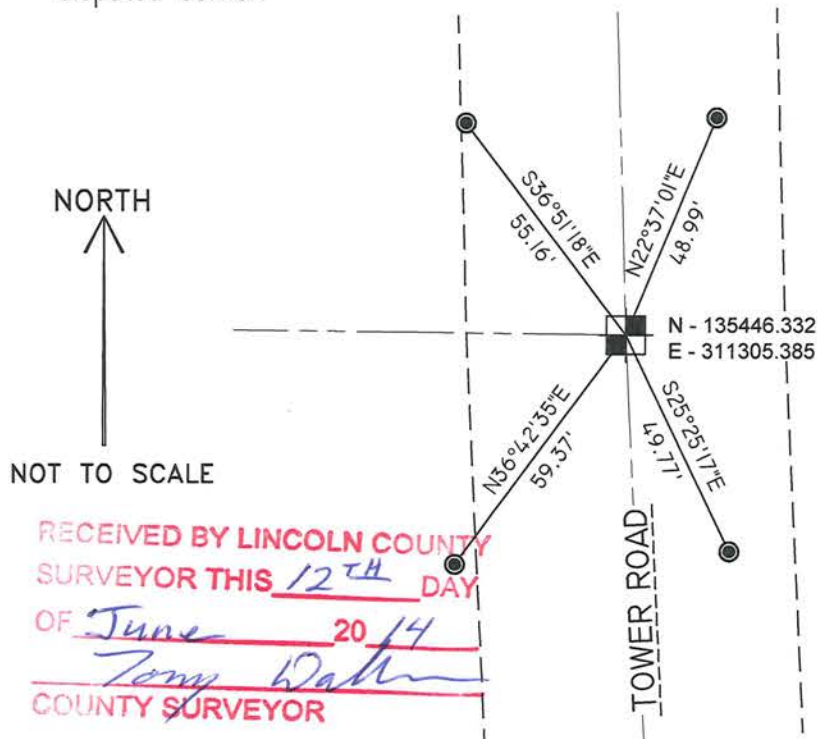 NORTH
S36°51'18"E
55.16'
N22°37'01"E
48.99'
N - 135446.332
E - 311305.385
N36°42'35"E
59.37'
S25°25'17"E
49.77'
NOT TO SCALE
TOWER ROAD
RECEIVED BY LINCOLN COUNTY
SURVEYOR THIS 12TH DAY
OF June 20 14
Tony
COUNTY SURVEYOR